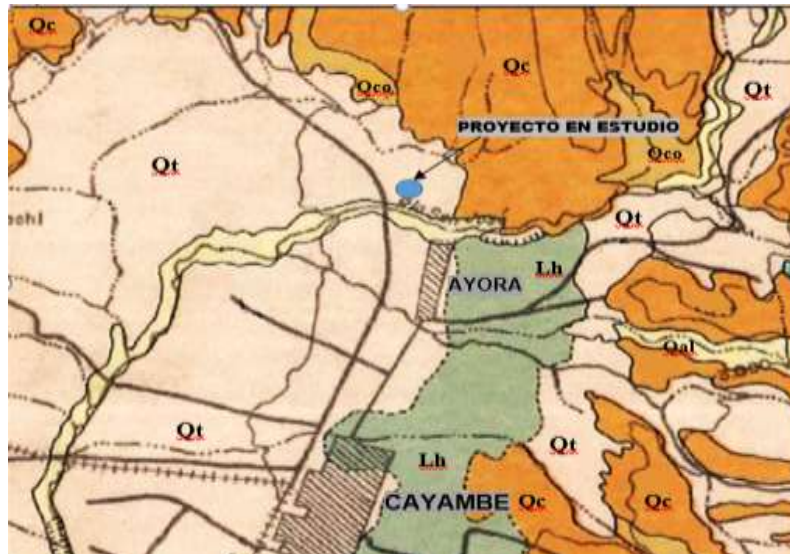 Qc
Qc
Qco
PROYECTO EN ESTUDIO
Qt
Qco
Qt
Qt
Lh
AYORA
Qal
Qt
Qt
Lh
CAYAMBE
Qc
Qc